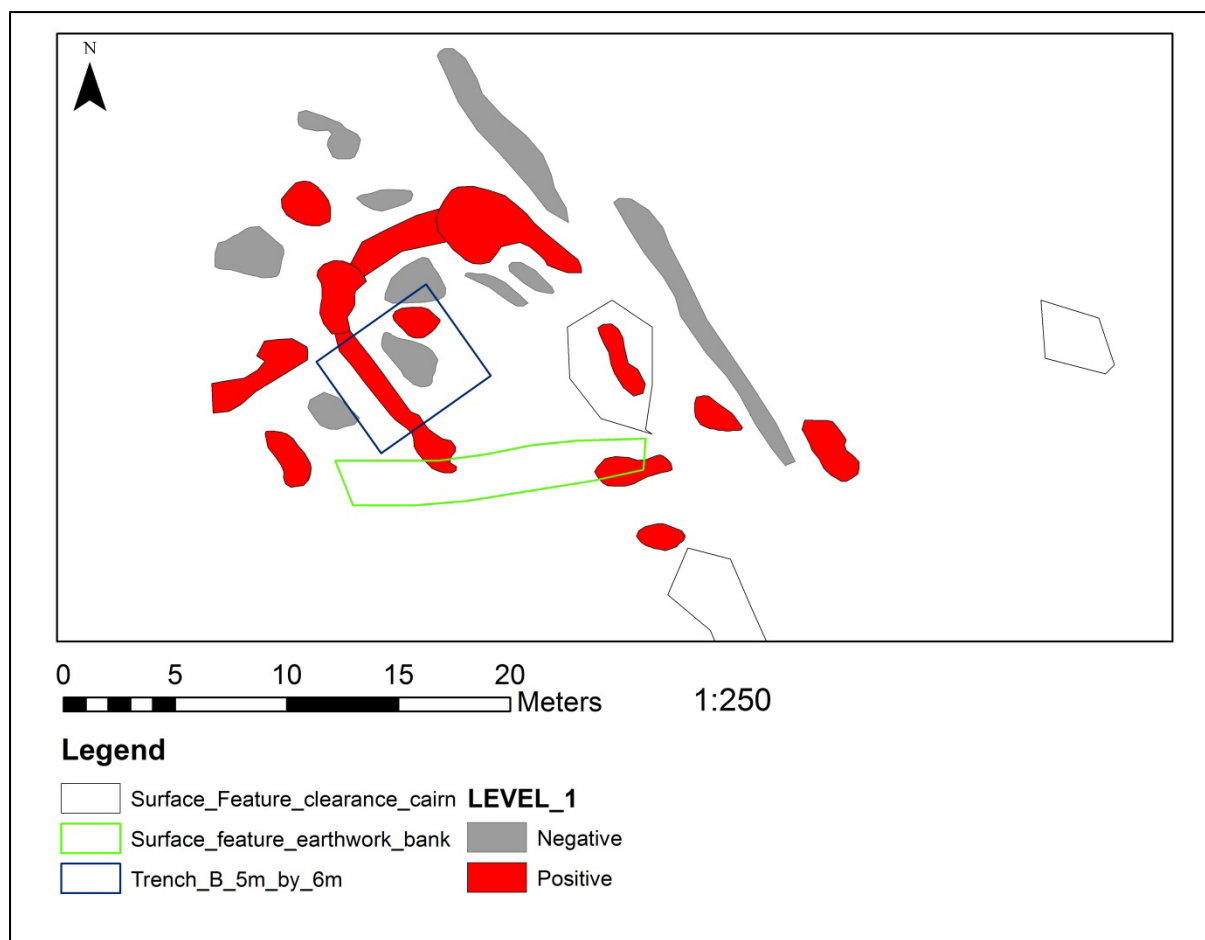 N
0 5 10 15 20
Meters 1:250
Legend
Surface_Feature_clearance_cairn
Surface_feature_earthwork_bank
Trench_B_5m_by_6m
LEVEL_1
Negative
Positive